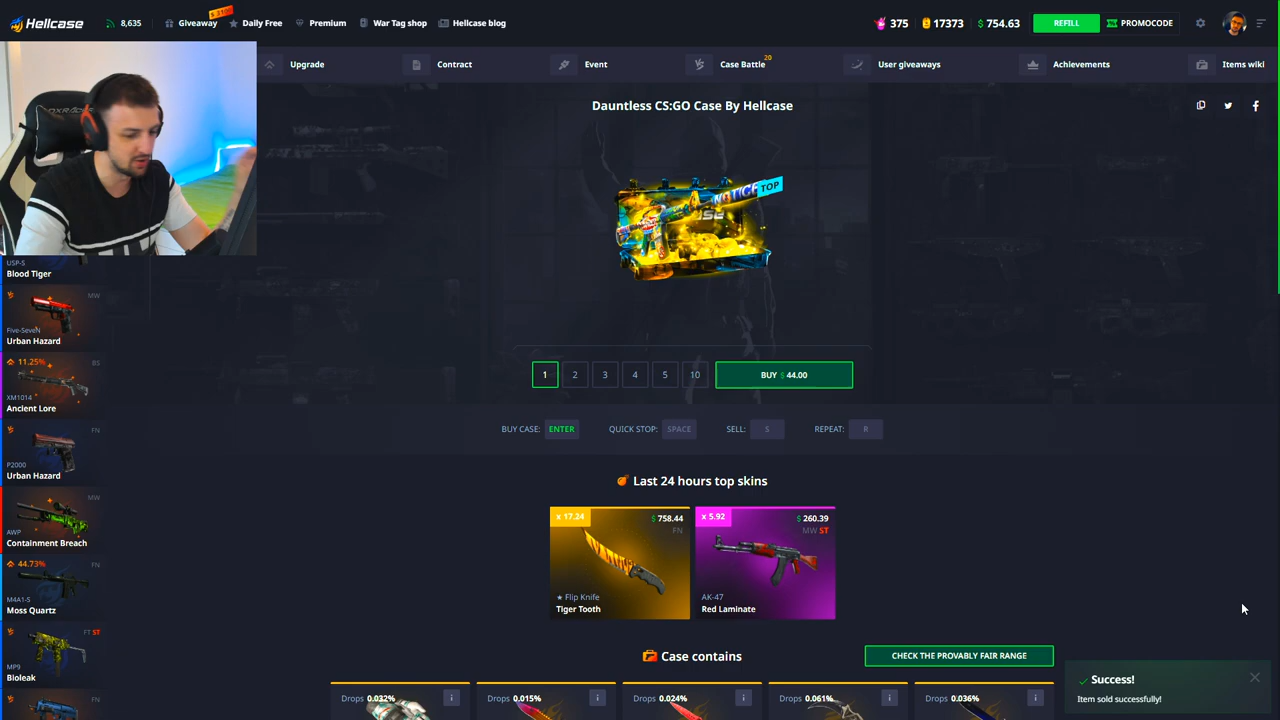 Hellcase
8,635
Giveaway
Daily Free
Premium
War Tag shop
Hellcase blog
375
17373
$ 754.63
REFILL
PROMOCODE
Upgrade
Contract
Event
Case Battle
20
User giveaways
Achievements
Items wiki
Dauntless CS:GO Case By Hellcase
TOP
1
2
3
4
5
10
BUY $ 44.00
BUY CASE: ENTER
QUICK STOP: SPACE
SELL: S
REPEAT: R
Last 24 hours top skins
x 17.24
$ 758.44
FN
★ Flip Knife
Tiger Tooth
x 5.92
$ 260.39
MW ST
AK-47
Red Laminate
Case contains
CHECK THE PROVABLY FAIR RANGE
Drops 0.032%
i
Drops 0.015%
i
Drops 0.024%
i
Drops 0.061%
i
Drops 0.036%
i
USP-S
Blood Tiger
MW
Five-SeveN
Urban Hazard
11.25%
BS
XM1014
Ancient Lore
FN
P2000
Urban Hazard
MW
AWP
Containment Breach
44.73%
FN
M4A1-S
Moss Quartz
FT ST
MP9
Bioleak
FN
Success!
Item sold successfully!